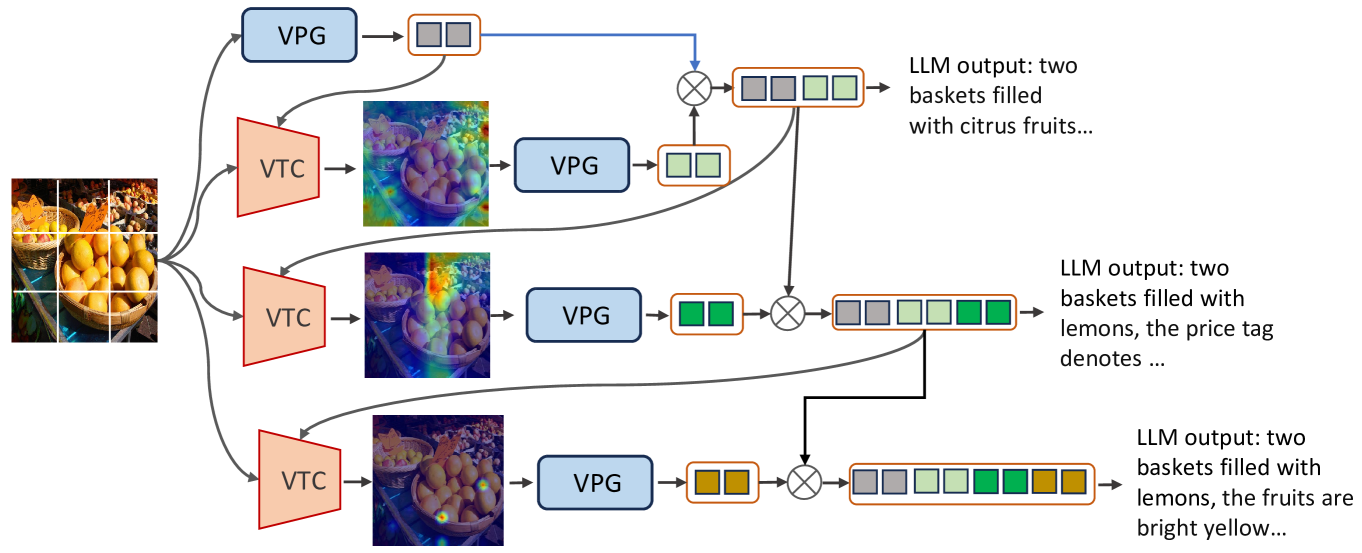 VPG
LLM output: two
baskets filled
with citrus fruits…
VTC
VPG
LLM output: two
baskets filled with
lemons, the price tag
denotes …
VTC
VPG
LLM output: two
baskets filled with
lemons, the fruits are
bright yellow…
VTC
VPG